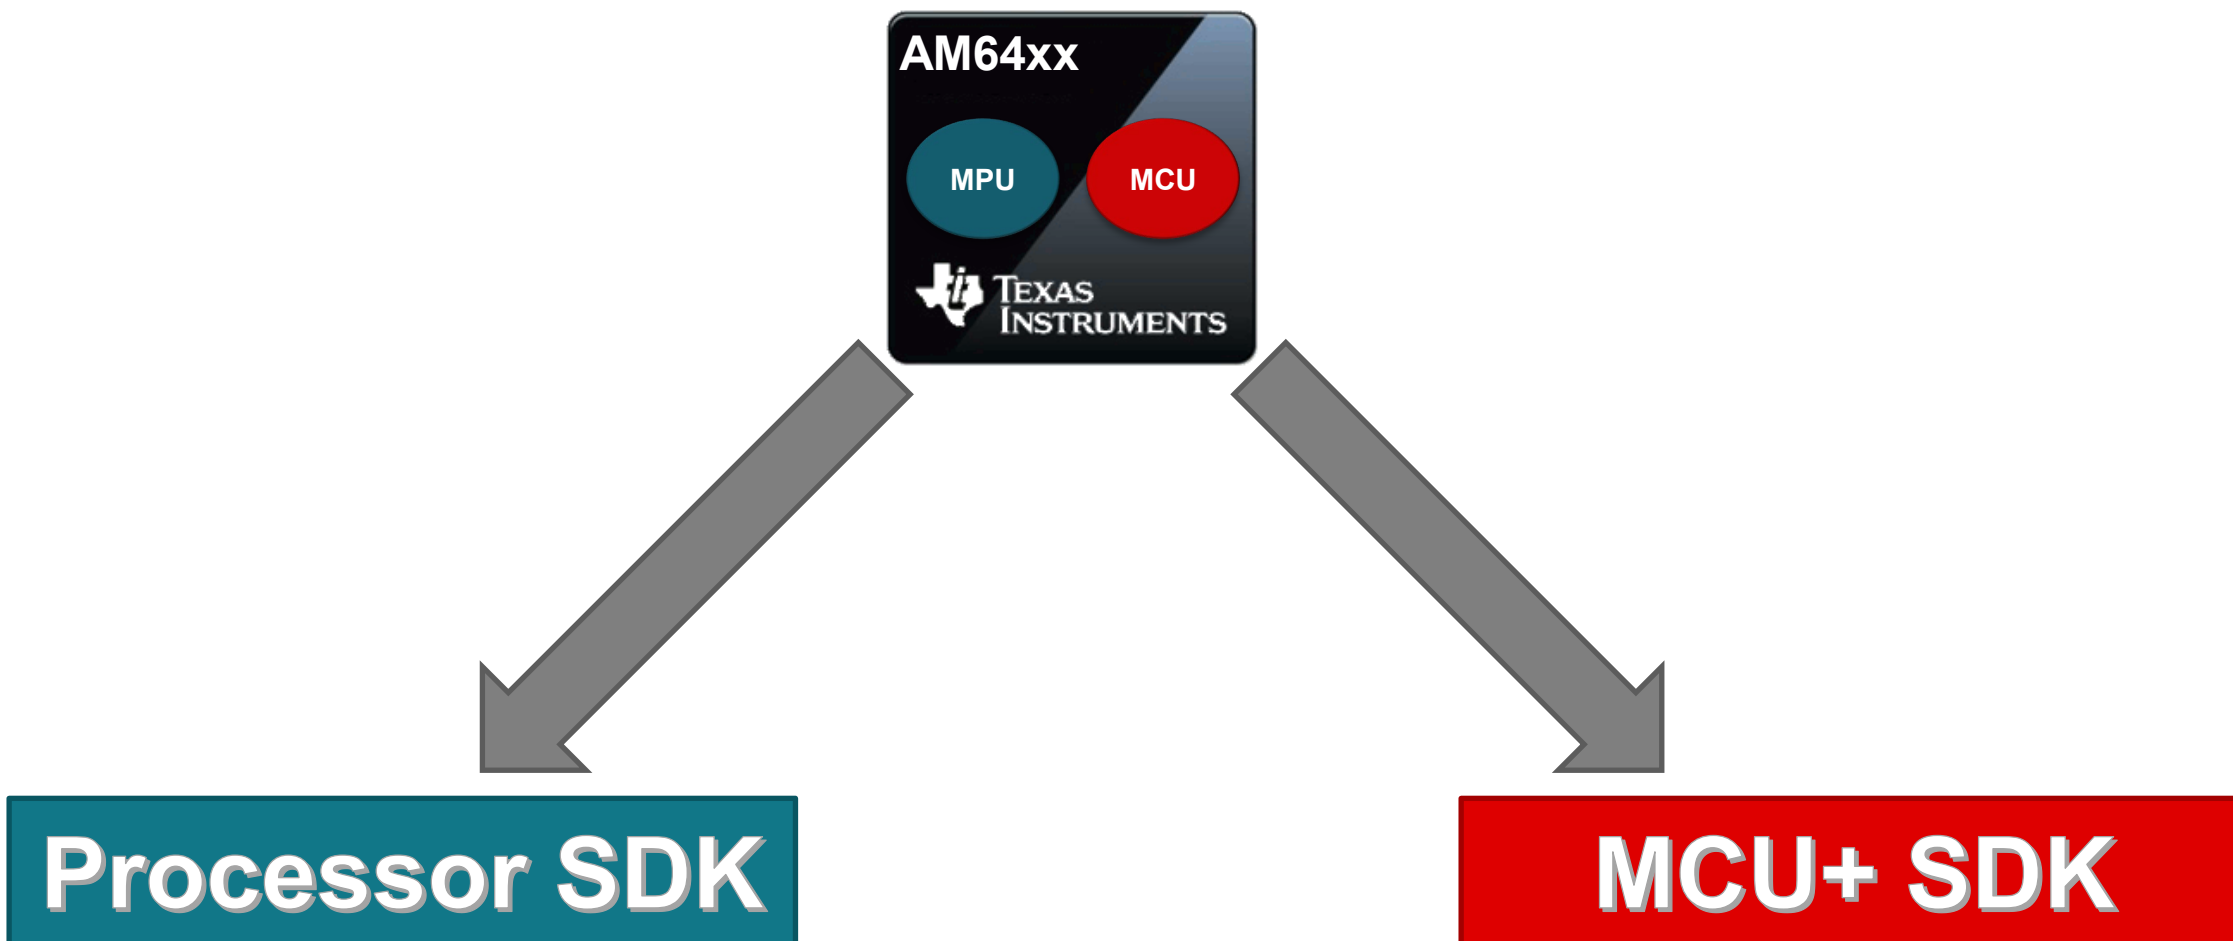 AM64xx
MPU
MCU
TEXAS
INSTRUMENTS
Processor SDK
MCU+ SDK